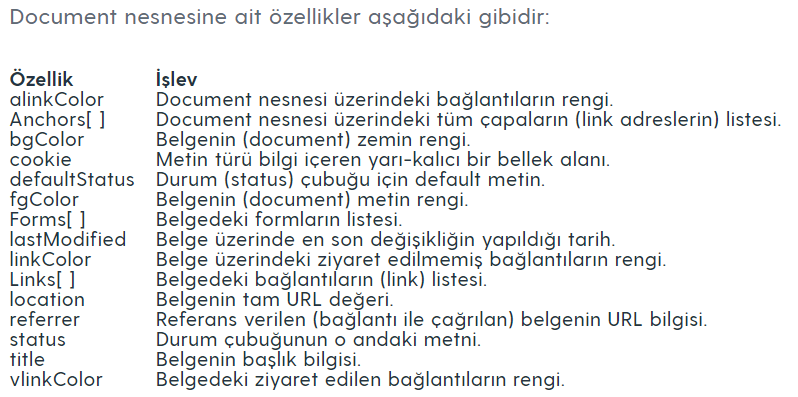 Document nesnesine ait özellikler aşağıdaki gibidir:
Özellik İşlev
alinkColor Document nesnesi üzerindeki bağlantıların rengi.
Anchors[ ] Document nesnesi üzerindeki tüm çapaların (link adreslerin) listesi.
bgColor Belgenin (document) zemin rengi.
cookie Metin türü bilgi içeren yarı-kalıcı bir bellek alanı.
defaultStatus Durum (status) çubuğu için default metin.
fgColor Belgenin (document) metin rengi.
Forms[ ] Belgedeki formların listesi.
lastModified Belge üzerinde en son değişikliğin yapıldığı tarih.
linkColor Belge üzerindeki ziyaret edilmemiş bağlantıların rengi.
Links[ ] Belgedeki bağlantıların (link) listesi.
location Belgenin tam URL değeri.
referrer Referans verilen (bağlantı ile çağrılan) belgenin URL bilgisi.
status Durum çubuğunun o andaki metni.
title Belgenin başlık bilgisi.
vlinkColor Belgedeki ziyaret edilen bağlantıların rengi.